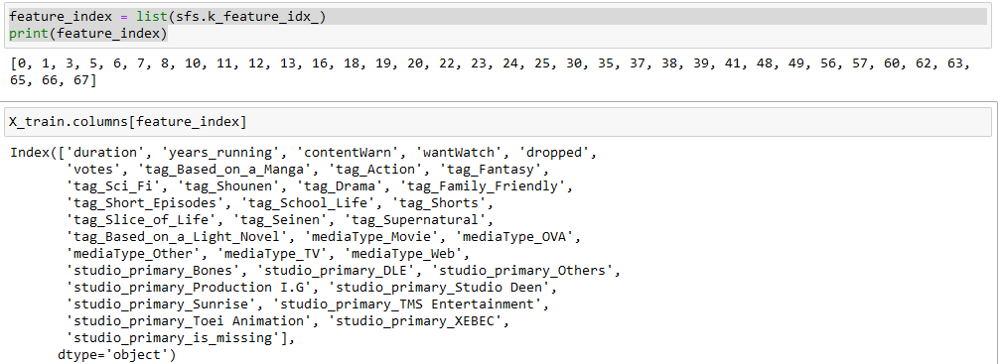 feature_index = list(sfs.k_feature_idx_)
print(feature_index)
[0, 1, 3, 5, 6, 7, 8, 10, 11, 12, 13, 16, 18, 19, 20, 22, 23, 24, 25, 30, 35, 37, 38, 39, 41, 48, 49, 56, 57, 60, 62, 63,
65, 66, 67]
X_train.columns[feature_index]
Index(['duration', 'years_running', 'contentWarn', 'wantWatch', 'dropped',
'votes', 'tag_Based_on_a_Manga', 'tag_Action', 'tag_Fantasy',
'tag_Sci_Fi', 'tag_Shounen', 'tag_Drama', 'tag_Family_Friendly',
'tag_Short_Episodes', 'tag_School_Life', 'tag_Shorts',
'tag_Slice_of_Life', 'tag_Seinen', 'tag_Supernatural',
'tag_Based_on_a_Light_Novel', 'mediaType_Movie', 'mediaType_OVA',
'mediaType_Other', 'mediaType_TV', 'mediaType_Web',
'studio_primary_Bones', 'studio_primary_DLE', 'studio_primary_Others',
'studio_primary_Production I.G', 'studio_primary_Studio Deen',
'studio_primary_Sunrise', 'studio_primary_TMS Entertainment',
'studio_primary_Toei Animation', 'studio_primary_XEBEC',
'studio_primary_is_missing'],
dtype='object')